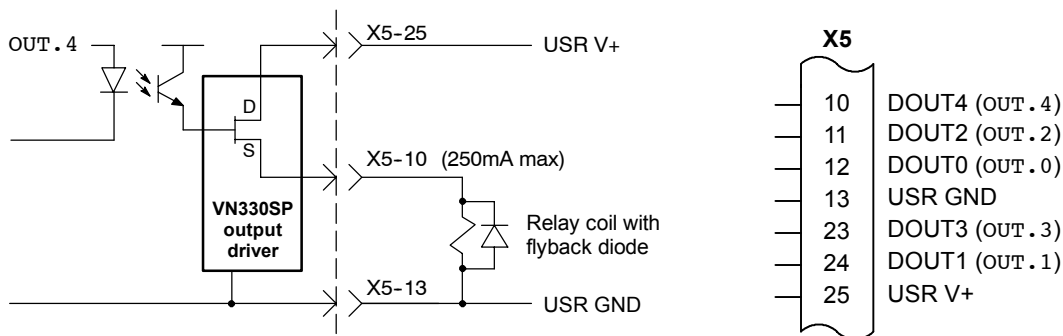 OUT.4
X5-25
USR V+
D
S
X5-10 (250mA max)
VN330SP
output
driver
Relay coil with
flyback diode
X5-13
USR GND
X5
10 DOUT4 (OUT.4)
11 DOUT2 (OUT.2)
12 DOUT0 (OUT.0)
13 USR GND
23 DOUT3 (OUT.3)
24 DOUT1 (OUT.1)
25 USR V+